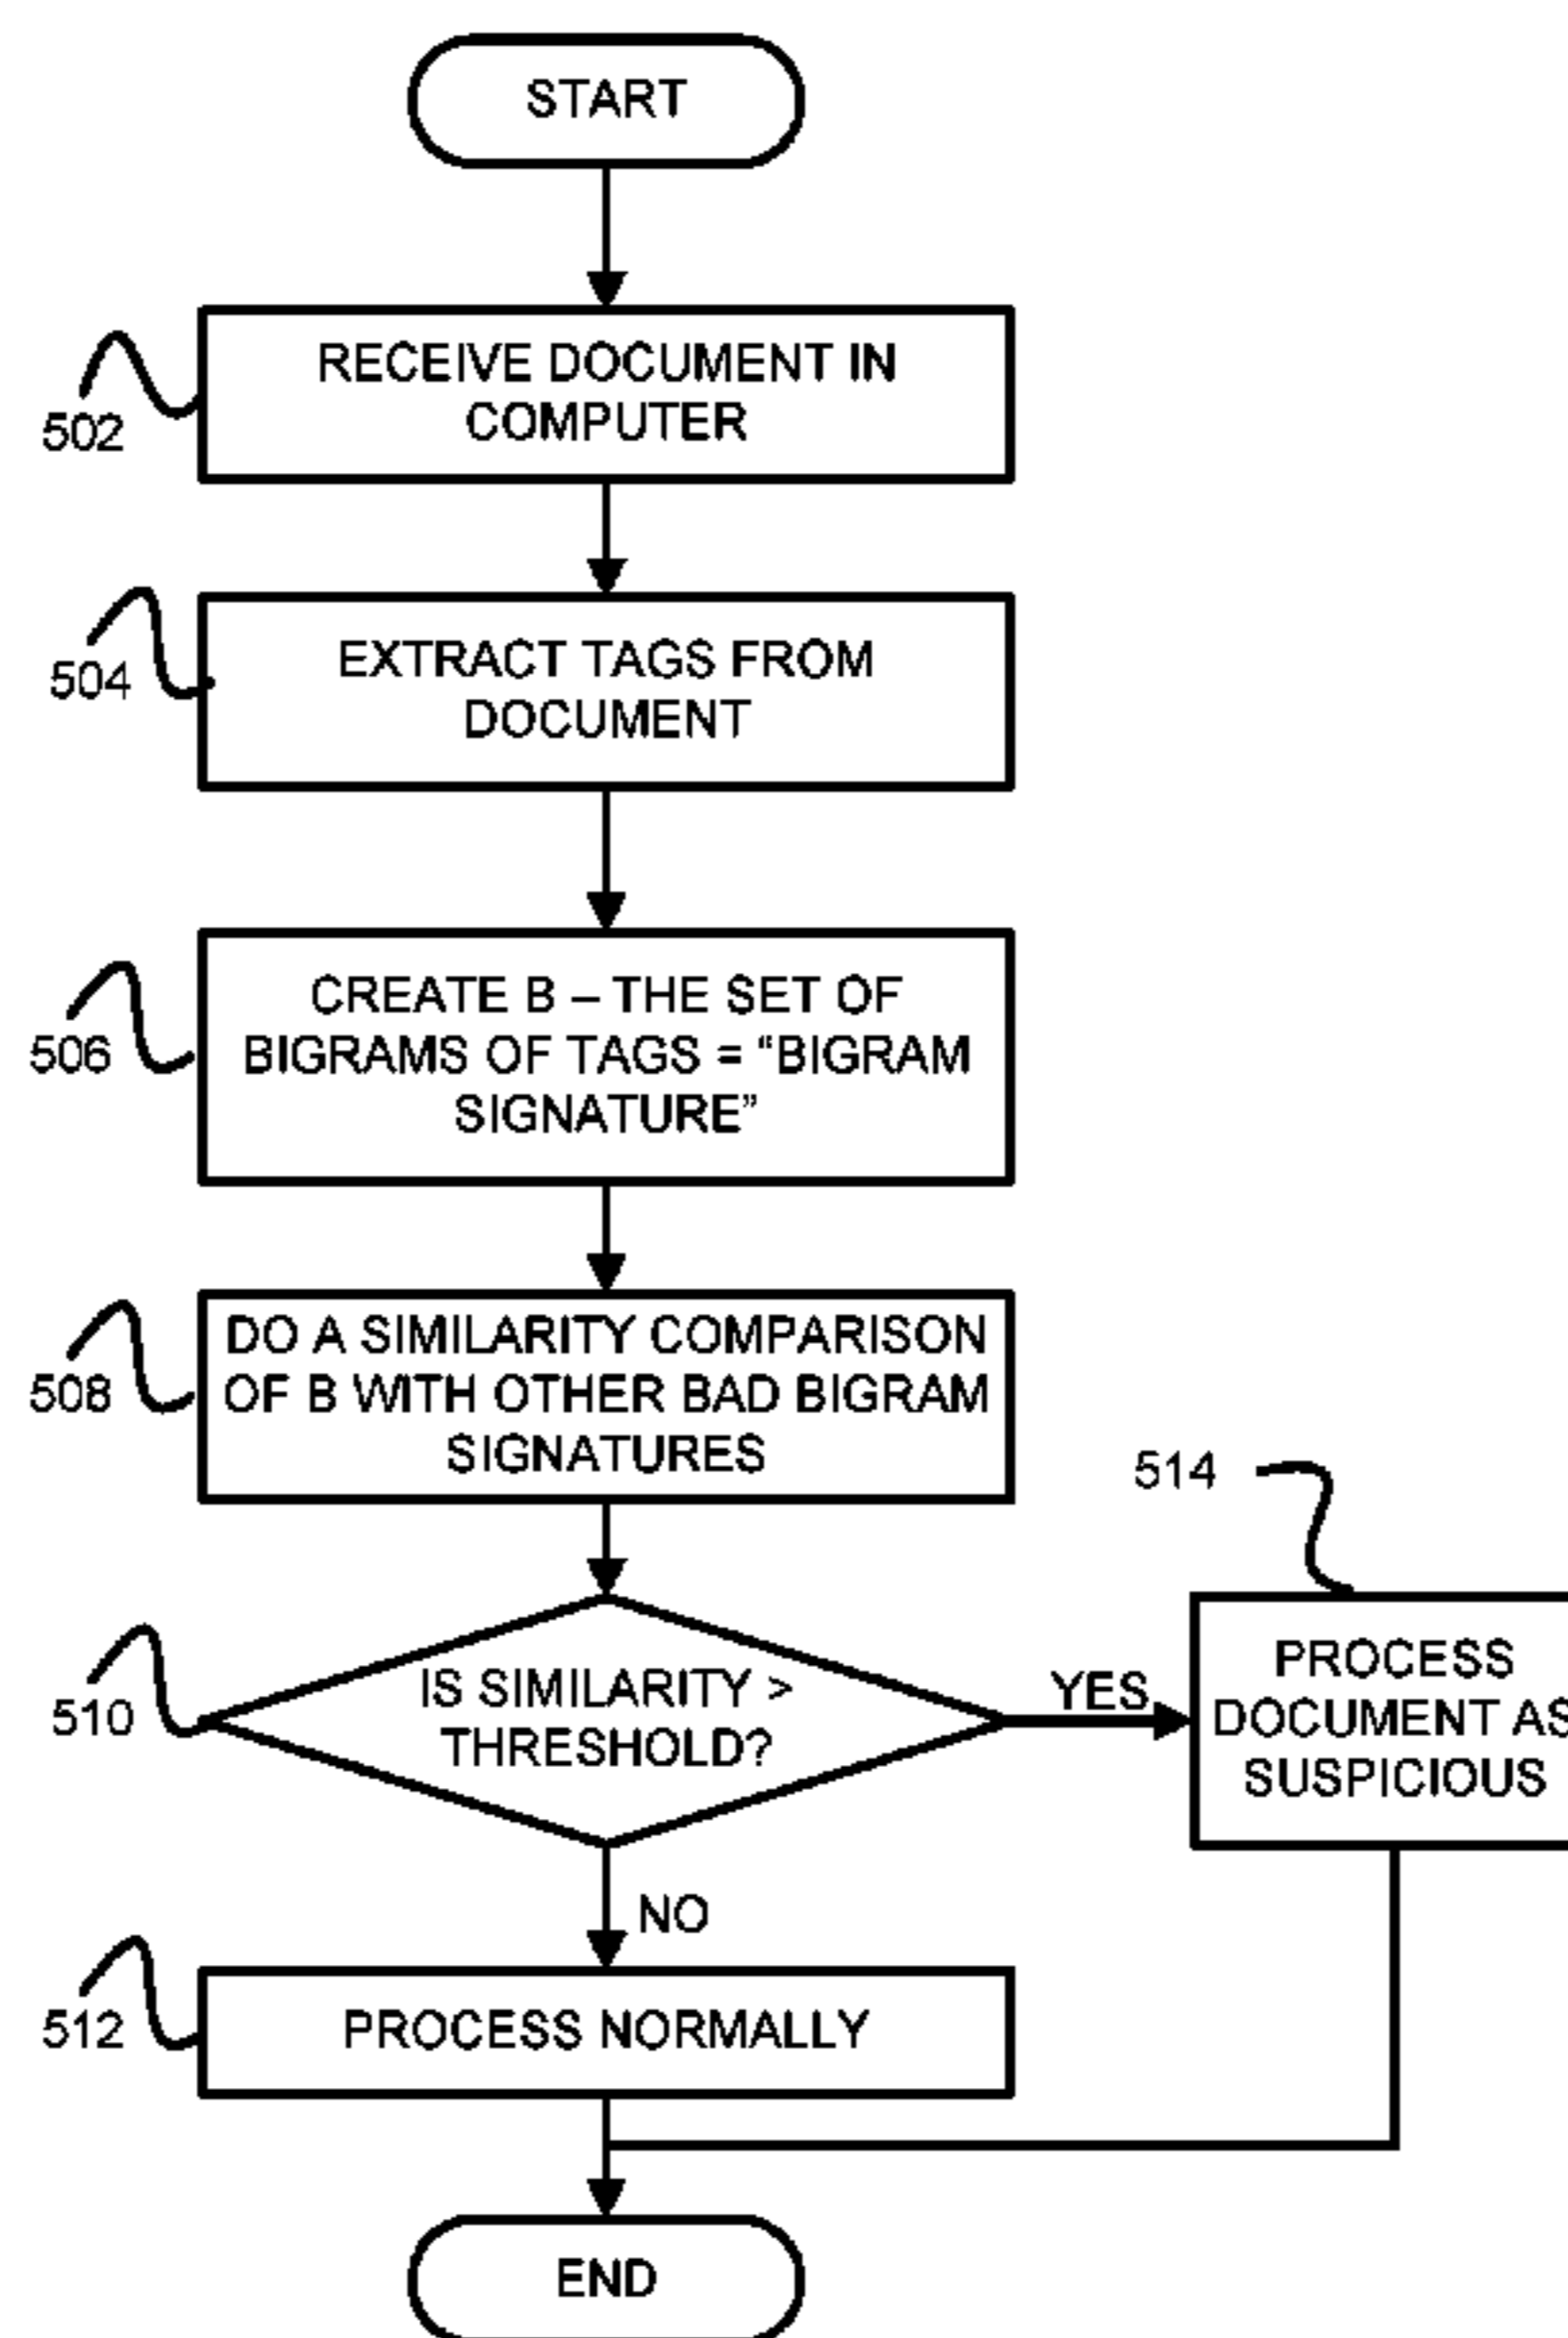 START
RECEIVE DOCUMENT IN
COMPUTER
502
EXTRACT TAGS FROM
DOCUMENT
504
CREATE B – THE SET OF
BIGRAMS OF TAGS = “BIGRAM
SIGNATURE”
506
DO A SIMILARITY COMPARISON
OF B WITH OTHER BAD BIGRAM
SIGNATURES
508
514
IS SIMILARITY >
THRESHOLD?
510
YES
PROCESS
DOCUMENT AS
SUSPICIOUS
NO
PROCESS NORMALLY
512
END